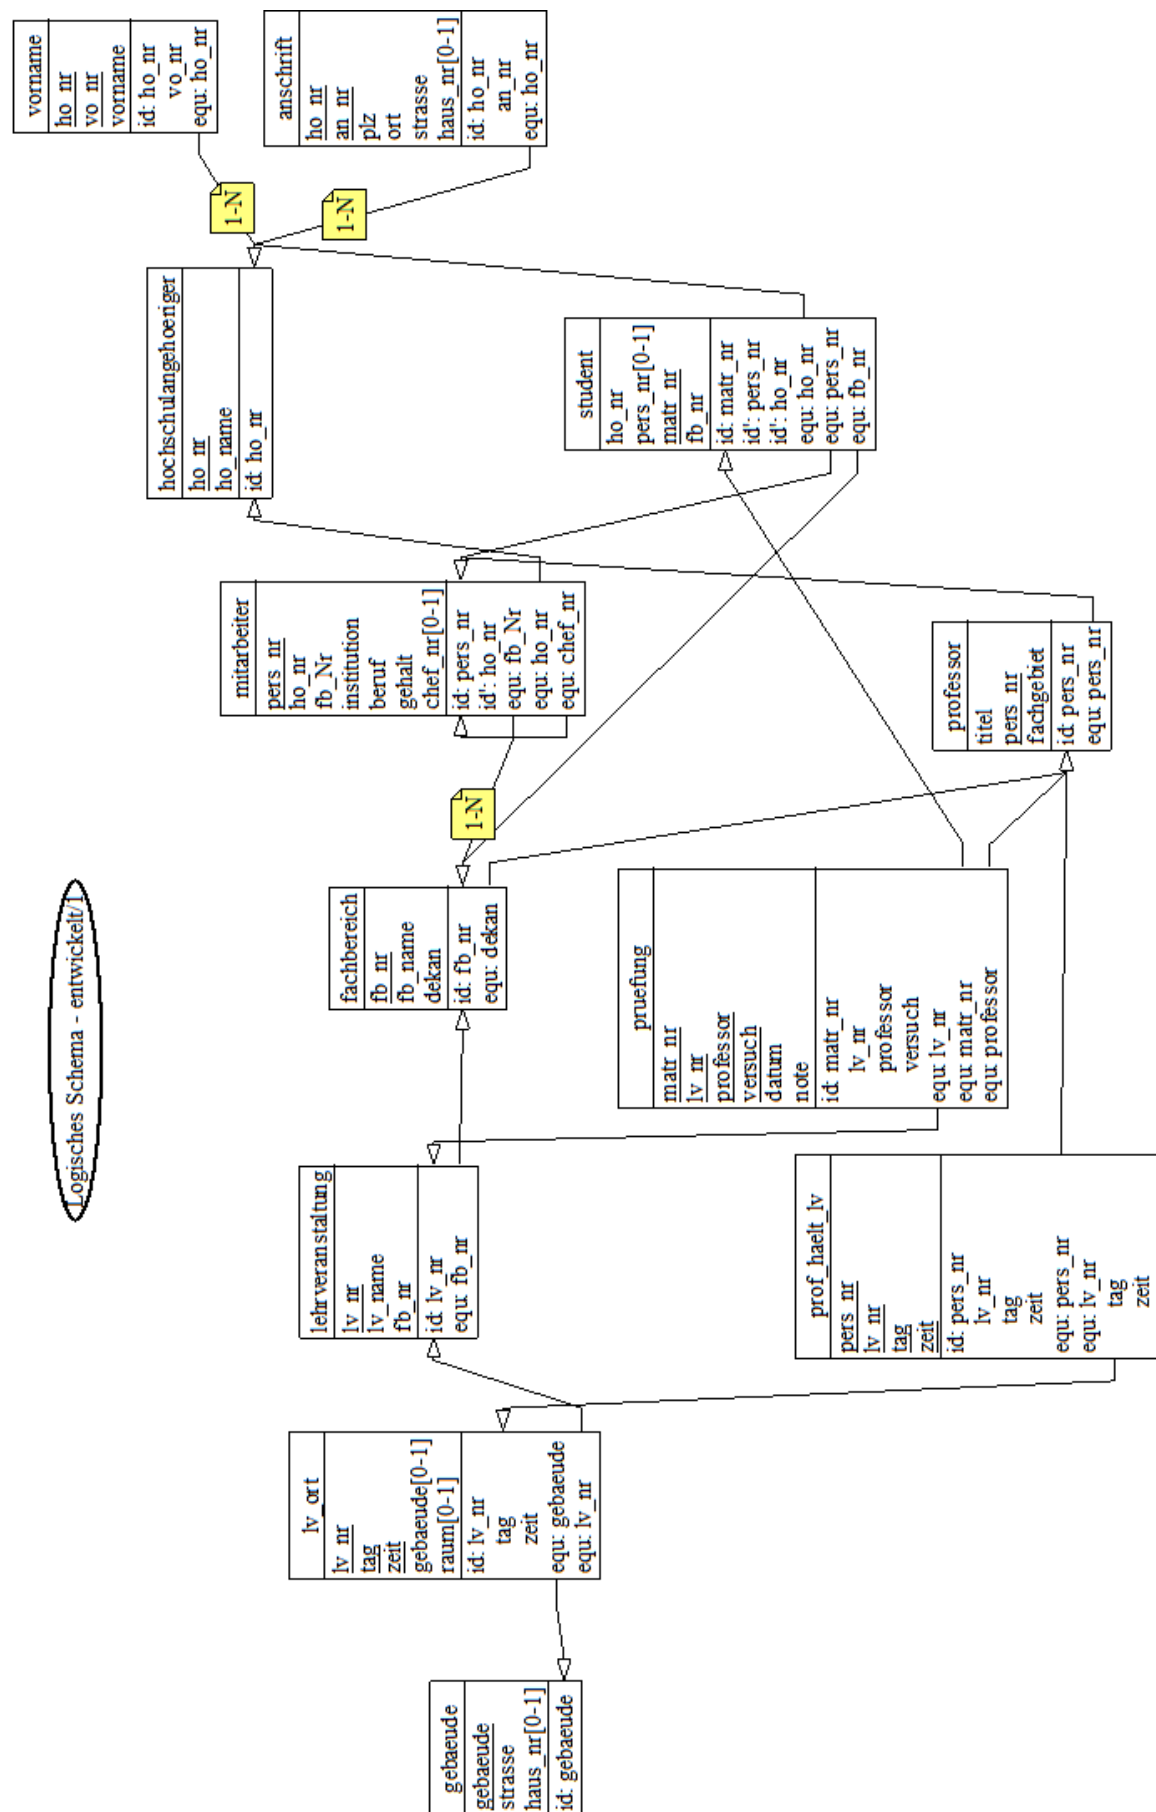 Logisches Schema - entwickelt/1
gebaeude
gebaeude
strasse
haus_nr[0-1]
id: gebaeude
lv_ort
lv_nr
tag
zeit
gebaeude[0-1]
raum[0-1]
id: lv_nr
tag
zeit
equ: gebaeude
equ: lv_nr
lehrveranstaltung
lv_nr
lv_name
fb_nr
id: lv_nr
equ: fb_nr
prof_haelt_lv
pers_nr
lv_nr
tag
zeit
id: pers_nr
lv_nr
tag
zeit
equ: pers_nr
equ: lv_nr
tag
zeit
fachbereich
fb_nr
fb_name
dekan
id: fb_nr
equ: dekan
pruefung
matr_nr
lv_nr
professor
versuch
datum
note
id: matr_nr
lv_nr
professor
versuch
equ: lv_nr
equ: matr_nr
equ: professor
1-N
mitarbeiter
pers_nr
ho_nr
fb_Nr
institution
beruf
gehalt
chef_nr[0-1]
id: pers_nr
id': ho_nr
equ: fb_Nr
equ: ho_nr
equ: chef_nr
professor
titel
pers_nr
fachgebiet
id: pers_nr
equ: pers_nr
hochschulangehoeriger
ho_nr
ho_name
id: ho_nr
student
ho_nr
pers_nr[0-1]
matr_nr
fb_nr
id: matr_nr
id': pers_nr
id': ho_nr
equ: ho_nr
equ: pers_nr
equ: fb_nr
1-N
1-N
vorname
ho_nr
vo_nr
vorname
id: ho_nr
vo_nr
equ: ho_nr
anschrift
ho_nr
an_nr
plz
ort
strasse
haus_nr[0-1]
id: ho_nr
an_nr
equ: ho_nr